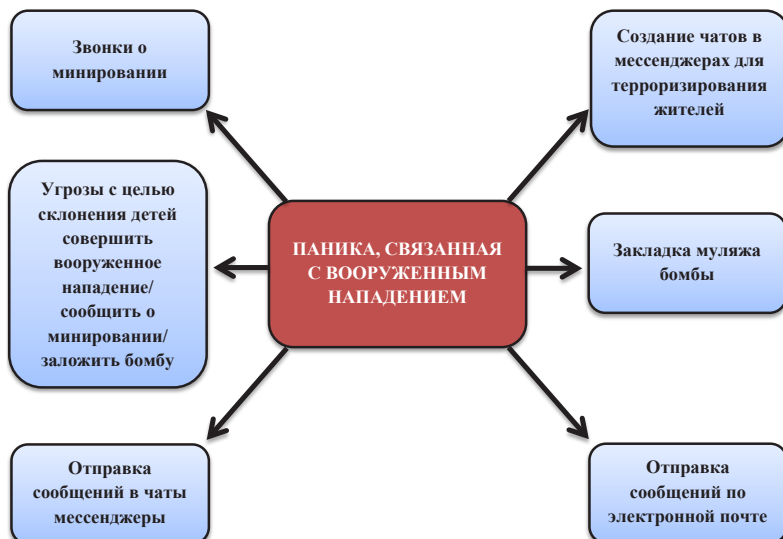 Звонки о
минировании
Создание чатов в
мессенджерах для
терроризирования
жителей
Угрозы с целью
склонения детей
совершить
вооруженное
нападение/
сообщить о
минировании/
заложить бомбу
ПАНИКА, СВЯЗАННАЯ
С ВООРУЖЕННЫМ
НАПАДЕНИЕМ
Закладка муляжа
бомбы
Отправка
сообщений в чаты
мессенджеры
Отправка
сообщений по
электронной почте